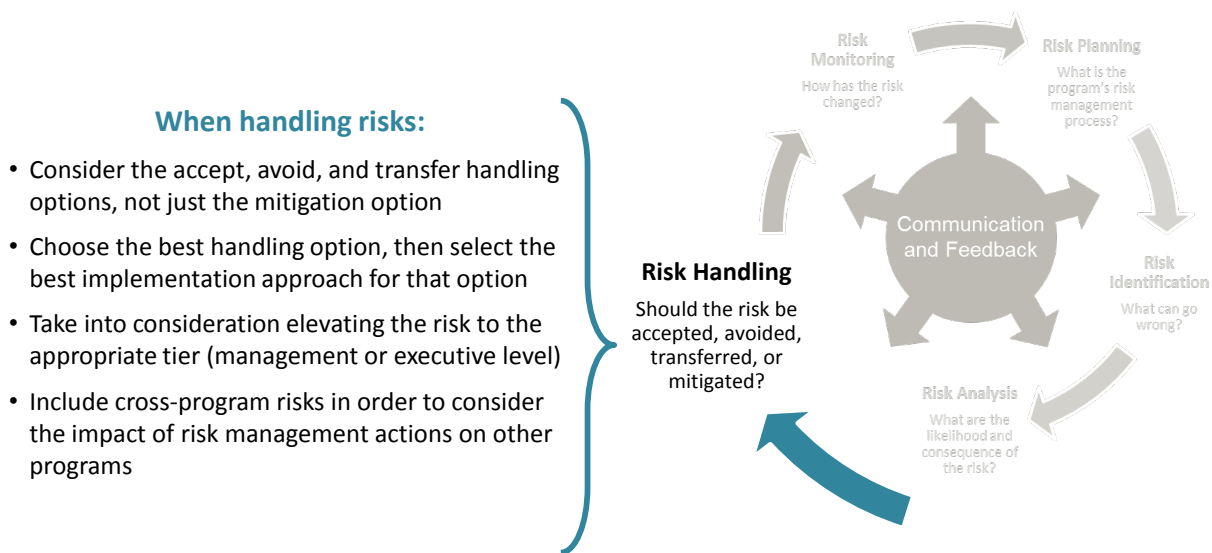 When handling risks:
• Consider the accept, avoid, and transfer handling
options, not just the mitigation option
• Choose the best handling option, then select the
best implementation approach for that option
• Take into consideration elevating the risk to the
appropriate tier (management or executive level)
• Include cross-program risks in order to consider
the impact of risk management actions on other
programs
Risk Handling
Should the risk be
accepted, avoided,
transferred, or
mitigated?
Risk
Monitoring
How has the risk
changed?
Risk Planning
What is the
program's risk
management
process?
Communication
and Feedback
Risk
Identification
What can go
wrong?
Risk Analysis
What are the
likelihood and
consequence of
the risk?